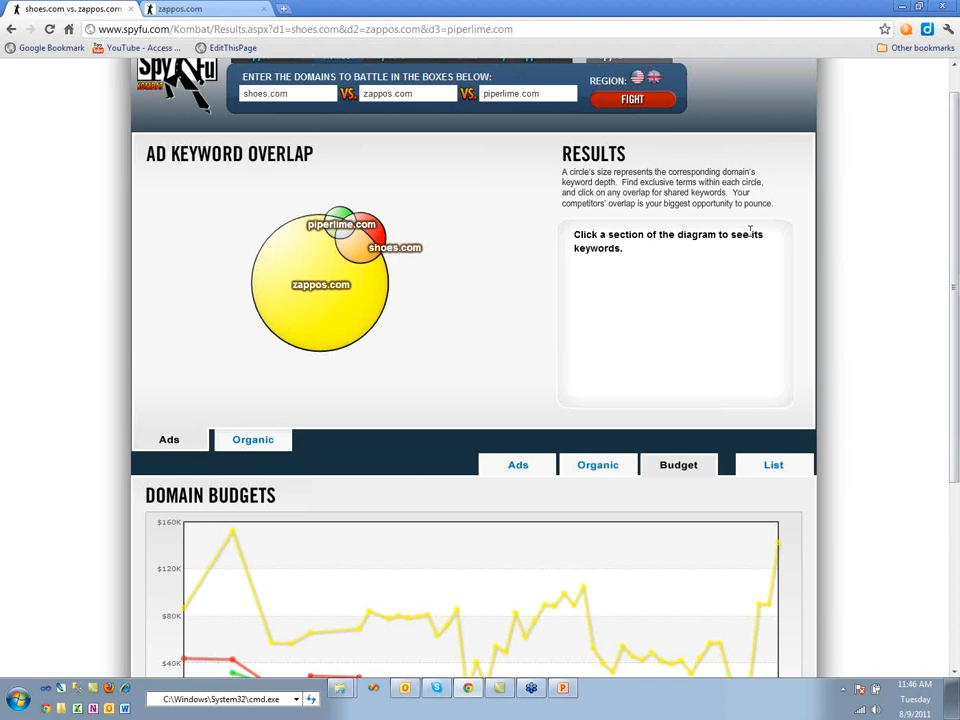 shoes.com vs. zappos.com
zappos.com
www.spyfu.com/Kombat/Results.aspx?d1=shoes.com&d2=zappos.com&d3=piperlime.com
Google Bookmark
YouTube - Access ...
EditThisPage
Other bookmarks
SpyFu
KOMBAT
ENTER THE DOMAINS TO BATTLE IN THE BOXES BELOW:
REGION:
shoes.com
VS.
zappos.com
VS.
piperlime.com
FIGHT
AD KEYWORD OVERLAP
piperlime.com
shoes.com
zappos.com
RESULTS
A circle's size represents the corresponding domain's
keyword depth. Find exclusive terms within each circle,
and click on any overlap for shared keywords. Your
competitors' overlap is your biggest opportunity to pounce.
Click a section of the diagram to see its
keywords.
Ads
Organic
Ads
Organic
Budget
List
DOMAIN BUDGETS
$160K
$120K
$80K
$40K
C:\Windows\System32\cmd.exe
11:46 AM
Tuesday
8/9/2011